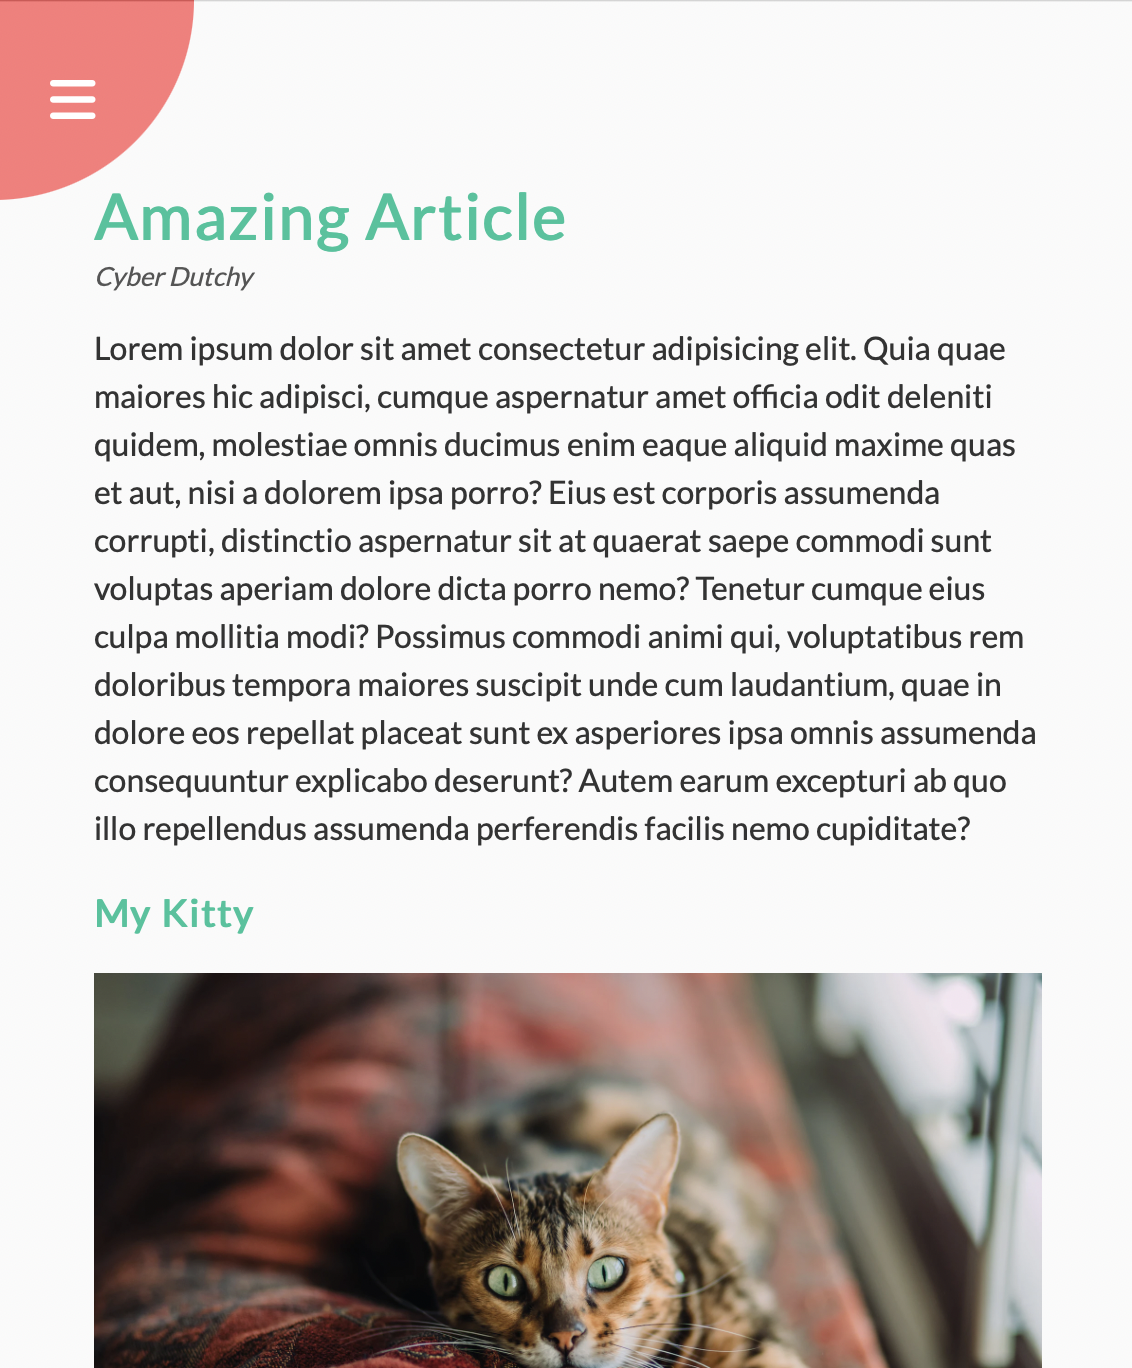 Amazing Article
Cyber Dutchy
Lorem ipsum dolor sit amet consectetur adipisicing elit. Quia quae
maiores hic adipisci, cumque aspernatur amet officia odit deleniti
quidem, molestiae omnis ducimus enim eaque aliquid maxime quas
et aut, nisi a dolorem ipsa porro? Eius est corporis assumenda
corrupti, distinctio aspernatur sit at quaerat saepe commodi sunt
voluptas aperiam dolore dicta porro nemo? Tenetur cumque eius
culpa mollitia modi? Possimus commodi animi qui, voluptatibus rem
doloribus tempora maiores suscipit unde cum laudantium, quae in
dolore eos repellat placeat sunt ex asperiores ipsa omnis assumenda
consequuntur explicabo deserunt? Autem earum excepturi ab quo
illo repellendus assumenda perferendis facilis nemo cupiditate?
My Kitty